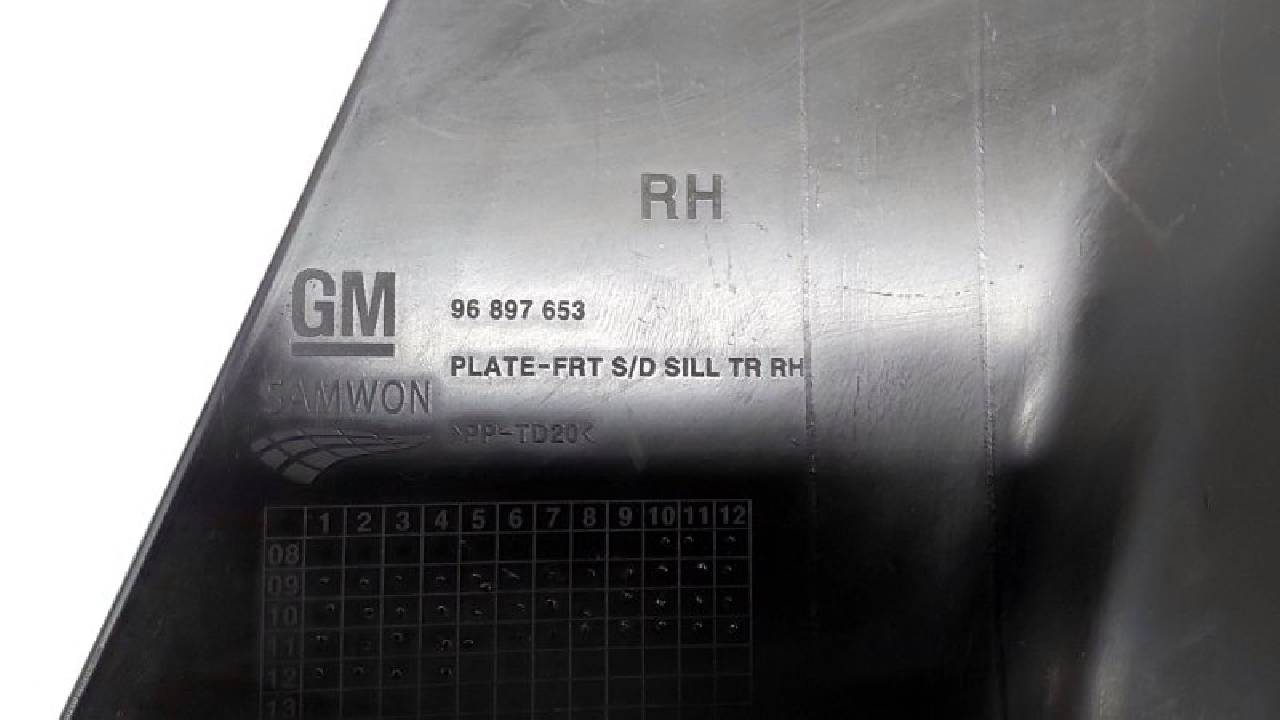 RH
GM
96 897 653
PLATE-FRT S/D SILL TR RH
SAMWON
>PP-TD20<
1 2 3 4 5 6 7 8 9 10 11 12
08
09
10
11
12
13